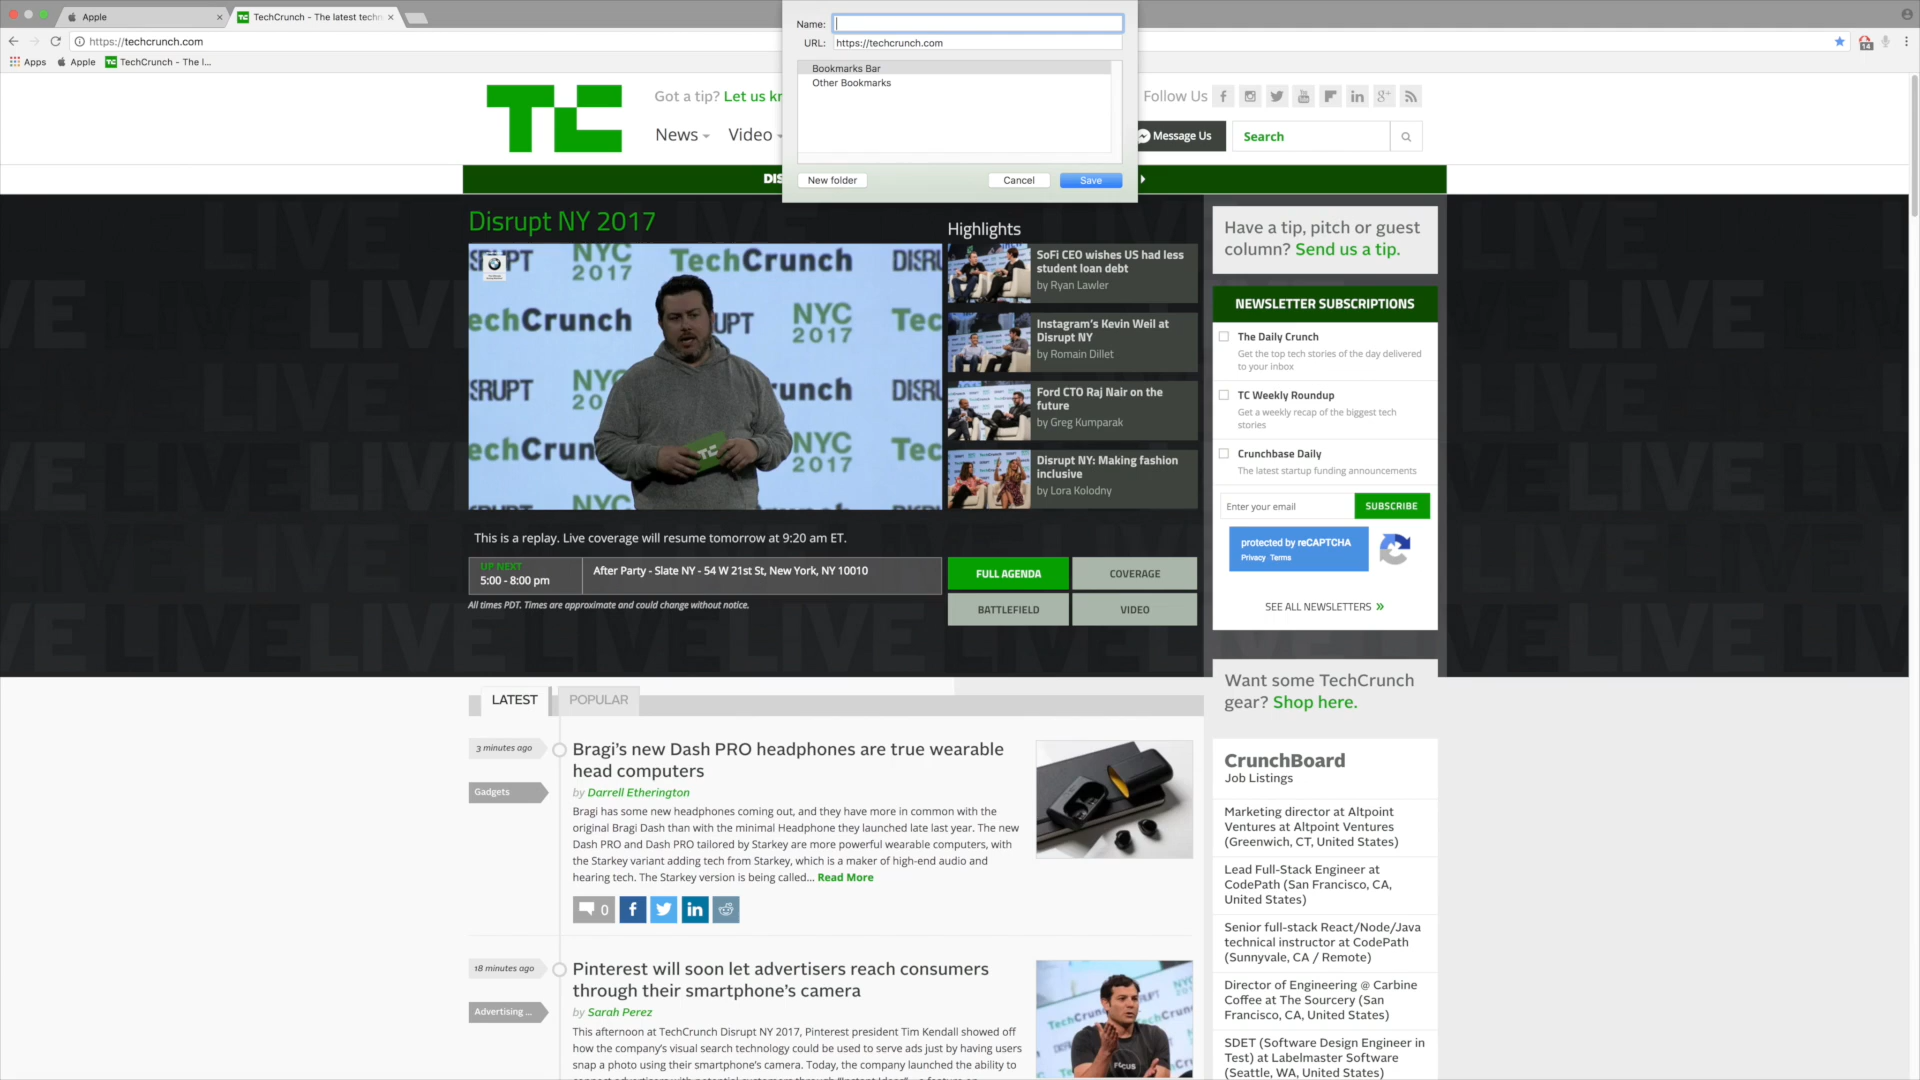 Apple
TechCrunch - The latest techn
https://techcrunch.com
Apps
Apple
TechCrunch - The l...
Name:
URL:
https://techcrunch.com
Bookmarks Bar
Other Bookmarks
New folder
Cancel
Save
TC
Got a tip? Let us kn
Follow Us
News
Video
Message Us
Search
DIS
Disrupt NY 2017
Highlights
SoFi CEO wishes US had less
student loan debt
by Ryan Lawler
Instagram's Kevin Weil at
Disrupt NY
by Romain Dillet
Ford CTO Raj Nair on the
future
by Greg Kumparak
Disrupt NY: Making fashion
inclusive
by Lora Kolodny
This is a replay. Live coverage will resume tomorrow at 9:20 am ET.
UP NEXT
5:00 - 8:00 pm
After Party - Slate NY - 54 W 21st St, New York, NY 10010
All times PDT. Times are approximate and could change without notice.
FULL AGENDA
COVERAGE
BATTLEFIELD
VIDEO
Have a tip, pitch or guest
column? Send us a tip.
NEWSLETTER SUBSCRIPTIONS
The Daily Crunch
Get the top tech stories of the day delivered
to your inbox
TC Weekly Roundup
Get a weekly recap of the biggest tech
stories
Crunchbase Daily
The latest startup funding announcements
Enter your email
SUBSCRIBE
protected by reCAPTCHA
Privacy Terms
SEE ALL NEWSLETTERS »
Want some TechCrunch
gear? Shop here.
LATEST
POPULAR
3 minutes ago
Gadgets
Bragi's new Dash PRO headphones are true wearable
head computers
by Darrell Etherington
Bragi has some new headphones coming out, and they have more in common with the
original Bragi Dash than with the minimal Headphone they launched late last year. The new
Dash PRO and Dash PRO tailored by Starkey are more powerful wearable computers, with
the Starkey variant adding tech from Starkey, which is a maker of high-end audio and
hearing tech. The Starkey version is being called... Read More
0
18 minutes ago
Advertising ...
Pinterest will soon let advertisers reach consumers
through their smartphone's camera
by Sarah Perez
This afternoon at TechCrunch Disrupt NY 2017, Pinterest president Tim Kendall showed off
how the company's visual search technology could be used to serve ads just by having users
snap a photo using their smartphone's camera. Today, the company launched the ability to
CrunchBoard
Job Listings
Marketing director at Altpoint
Ventures at Altpoint Ventures
(Greenwich, CT, United States)
Lead Full-Stack Engineer at
CodePath (San Francisco, CA,
United States)
Senior full-stack React/Node/Java
technical instructor at CodePath
(Sunnyvale, CA / Remote)
Director of Engineering @ Carbine
Coffee at The Sourcery (San
Francisco, CA, United States)
SDET (Software Design Engineer in
Test) at Labelmaster Software
(Seattle, WA, United States)